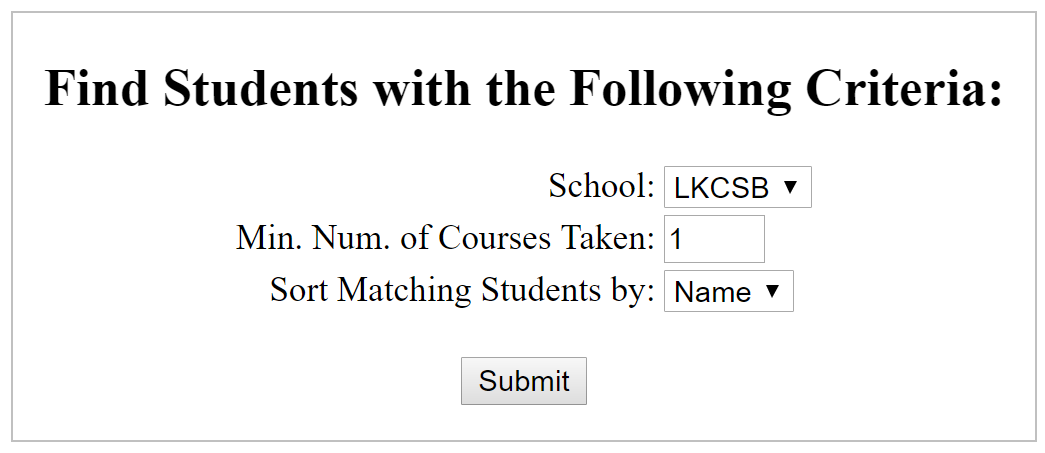 Find Students with the Following Criteria:
School: LKCSB ▼
Min. Num. of Courses Taken: 1
Sort Matching Students by: Name ▼
Submit